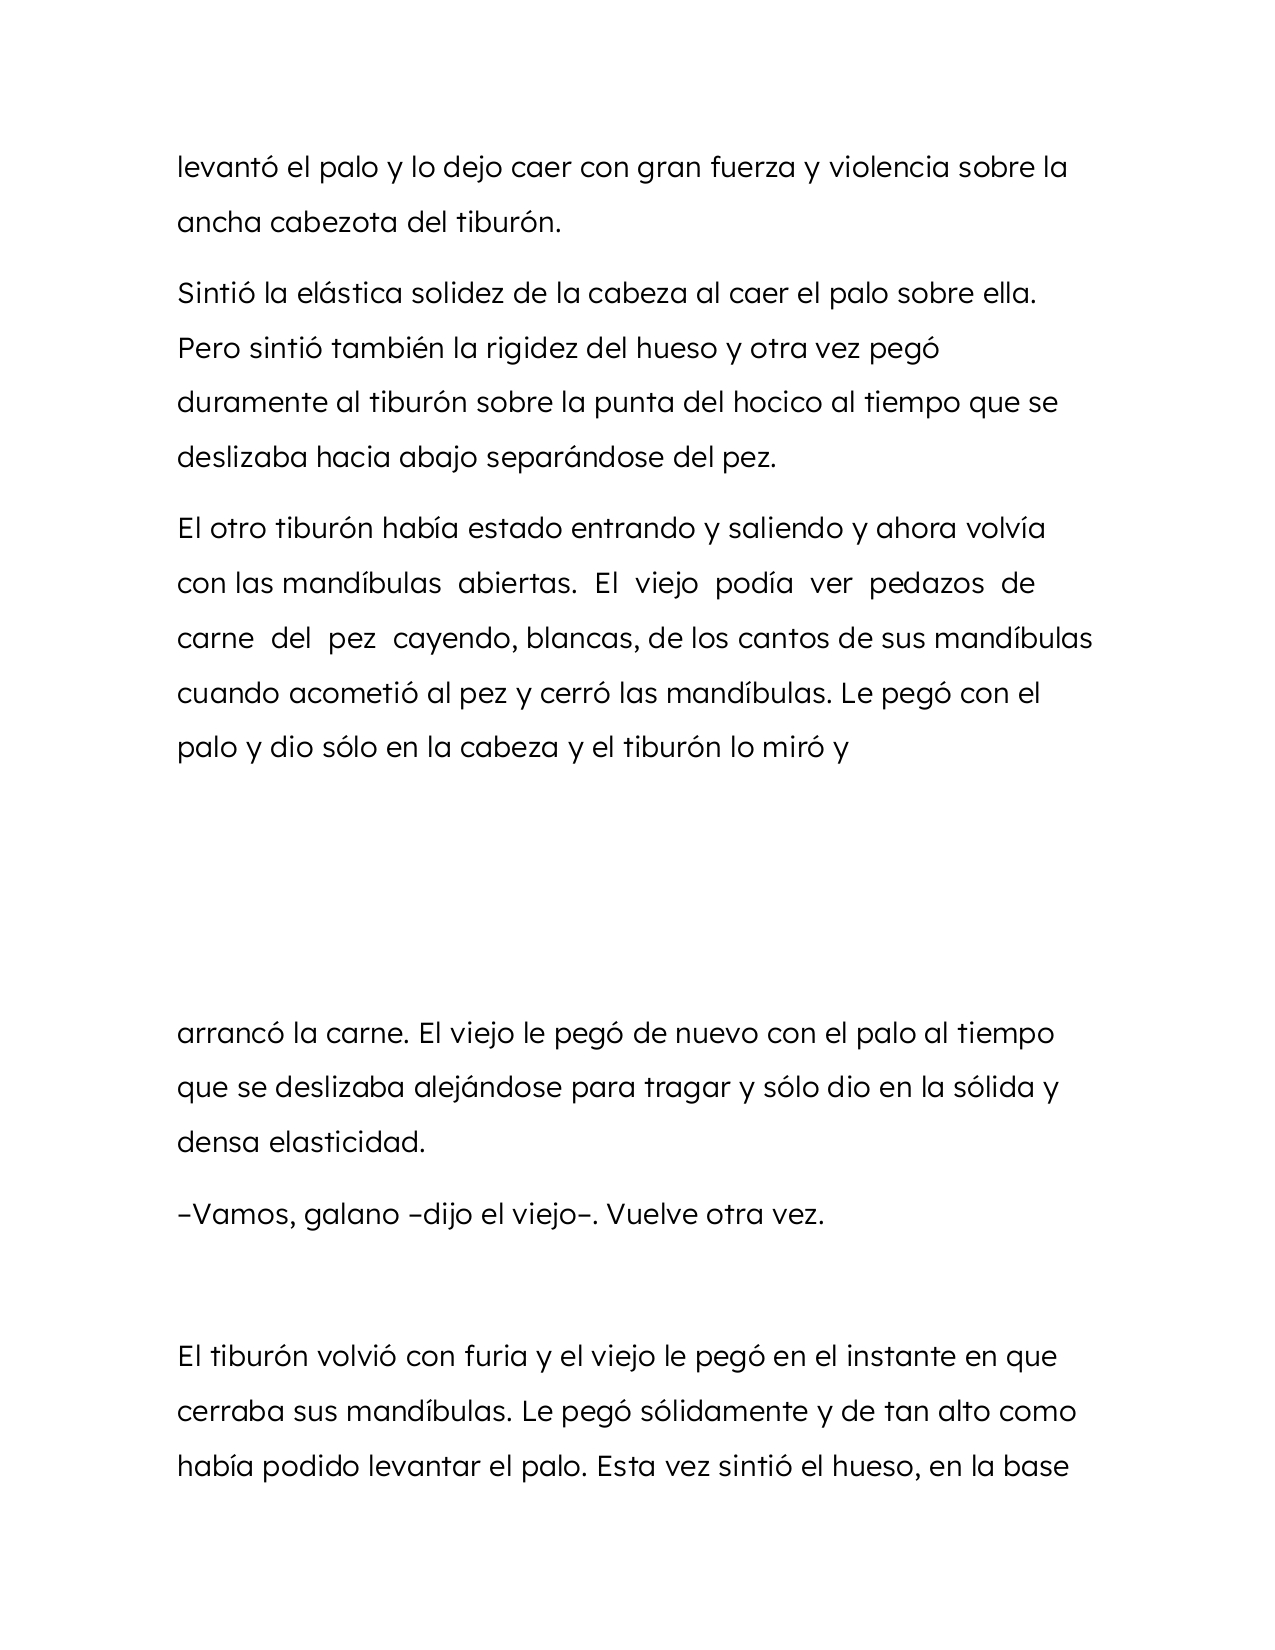 levantó el palo y lo dejo caer con gran fuerza y violencia sobre la
ancha cabezota del tiburón.
Sintió la elástica solidez de la cabeza al caer el palo sobre ella.
Pero sintió también la rigidez del hueso y otra vez pegó
duramente al tiburón sobre la punta del hocico al tiempo que se
deslizaba hacia abajo separándose del pez.
El otro tiburón había estado entrando y saliendo y ahora volvía
con las mandíbulas abiertas. El viejo podía ver pedazos de
carne del pez cayendo, blancas, de los cantos de sus mandíbulas
cuando acometió al pez y cerró las mandíbulas. Le pegó con el
palo y dio sólo en la cabeza y el tiburón lo miró y
arrancó la carne. El viejo le pegó de nuevo con el palo al tiempo
que se deslizaba alejándose para tragar y sólo dio en la sólida y
densa elasticidad.
–Vamos, galano –dijo el viejo–. Vuelve otra vez.
El tiburón volvió con furia y el viejo le pegó en el instante en que
cerraba sus mandíbulas. Le pegó sólidamente y de tan alto como
había podido levantar el palo. Esta vez sintió el hueso, en la base